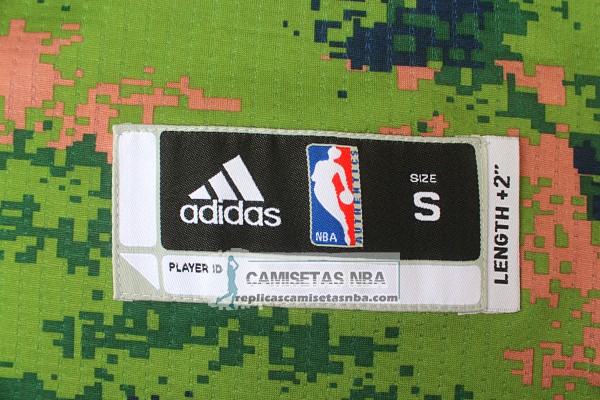 adidas
NBA
AUTHENTICS
SIZE
S
LENGTH +2"
PLAYER ID
CAMISETAS NBA
replicascamisetasnba.com